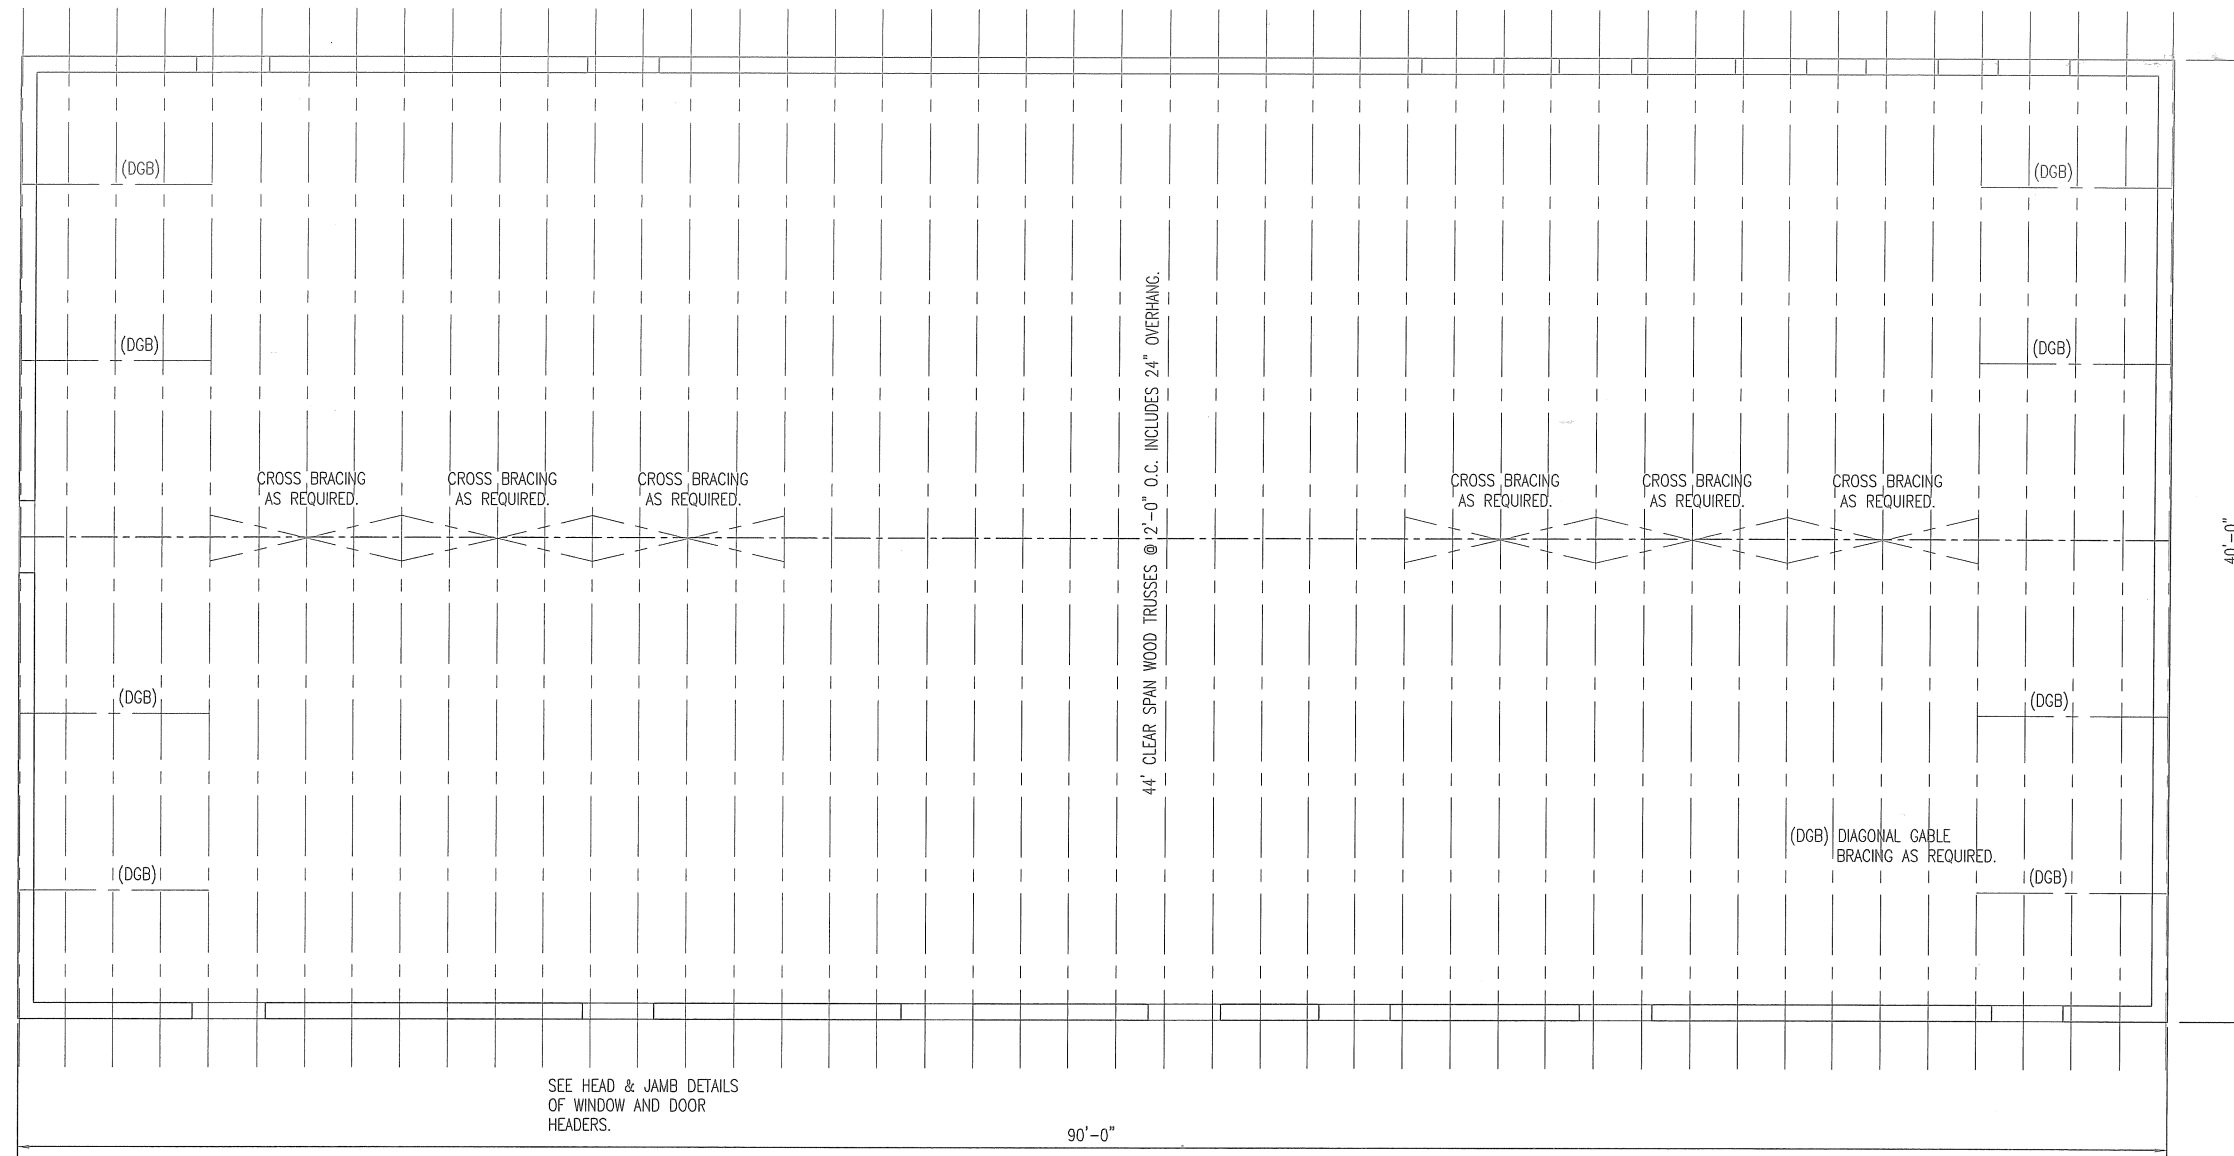 (DGB)
(DGB)
(DGB)
(DGB)
CROSS BRACING
AS REQUIRED.
CROSS BRACING
AS REQUIRED.
CROSS BRACING
AS REQUIRED.
44' CLEAR SPAN WOOD TRUSSES @ 2'-0" O.C. INCLUDES 24" OVERHANG.
CROSS BRACING
AS REQUIRED.
CROSS BRACING
AS REQUIRED.
CROSS BRACING
AS REQUIRED.
40'-0"
(DGB)
(DGB)
(DGB) DIAGONAL GABLE
BRACING AS REQUIRED.
(DGB)
(DGB)
SEE HEAD & JAMB DETAILS
OF WINDOW AND DOOR
HEADERS.
90'-0"